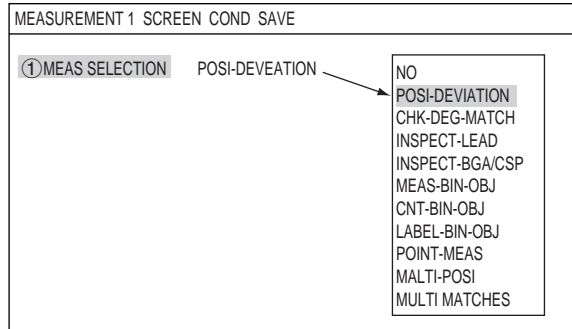 MEASUREMENT 1 SCREEN COND SAVE
①MEAS SELECTION POSI-DEVEATION
NO
POSI-DEVIATION
CHK-DEG-MATCH
INSPECT-LEAD
INSPECT-BGA/CSP
MEAS-BIN-OBJ
CNT-BIN-OBJ
LABEL-BIN-OBJ
POINT-MEAS
MALTI-POSI
MULTI MATCHES